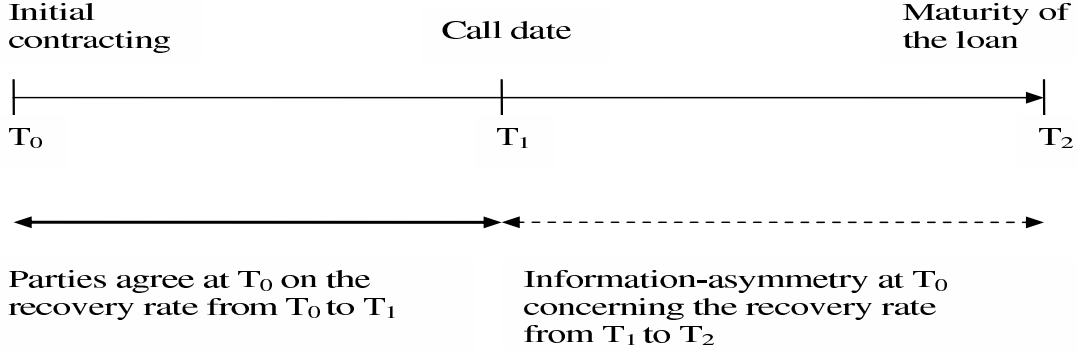 Initial
contracting
Call date
Maturity of
the loan
T₀
T₁
T₂
Parties agree at T₀ on the
recovery rate from T₀ to T₁
Information-asymmetry at T₀
concerning the recovery rate
from T₁ to T₂